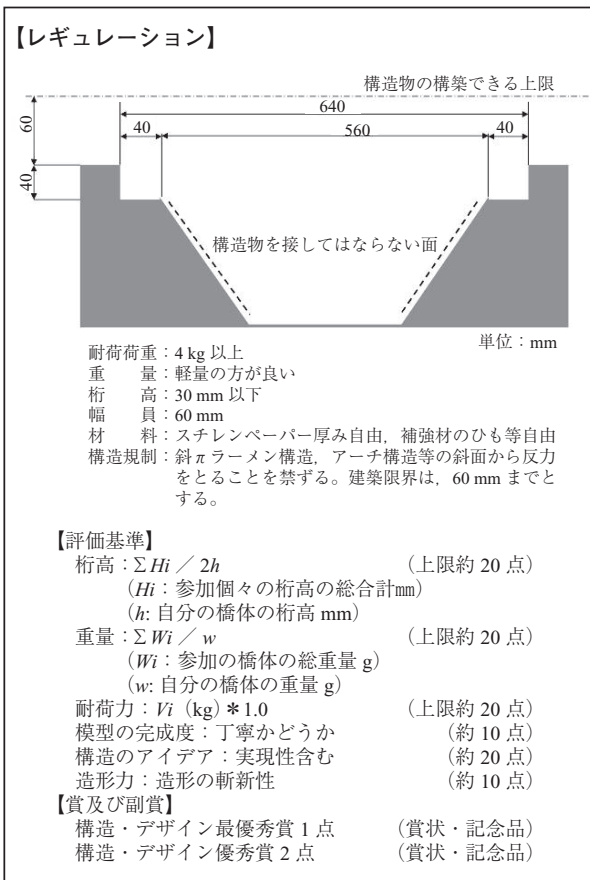 【レギュレーション】
構造物の構築できる上限
640
60
40
560
40
40
構造物を接してはならない面
単位：mm
耐荷荷重：4 kg 以上
重　　量：軽量の方が良い
桁　　高：30 mm 以下
幅　　員：60 mm
材　　料：スチレンペーパー厚み自由，補強材のひも等自由
構造規制：斜πラーメン構造，アーチ構造等の斜面から反力
をとることを禁ずる。建築限界は，60 mm までと
する。
【評価基準】
桁高：Σ Hi ／ 2h　（上限約 20 点）
（Hi：参加個々の桁高の総合計㎜）
（h: 自分の橋体の桁高 mm）
重量：Σ Wi ／ w　（上限約 20 点）
（Wi：参加の橋体の総重量 g）
（w: 自分の橋体の重量 g）
耐荷力：Vi（kg）＊1.0　（上限約 20 点）
模型の完成度：丁寧かどうか　（約 10 点）
構造のアイデア：実現性含む　（約 20 点）
造形力：造形の斬新性　（約 10 点）
【賞及び副賞】
構造・デザイン最優秀賞 1 点　（賞状・記念品）
構造・デザイン優秀賞 2 点　（賞状・記念品）